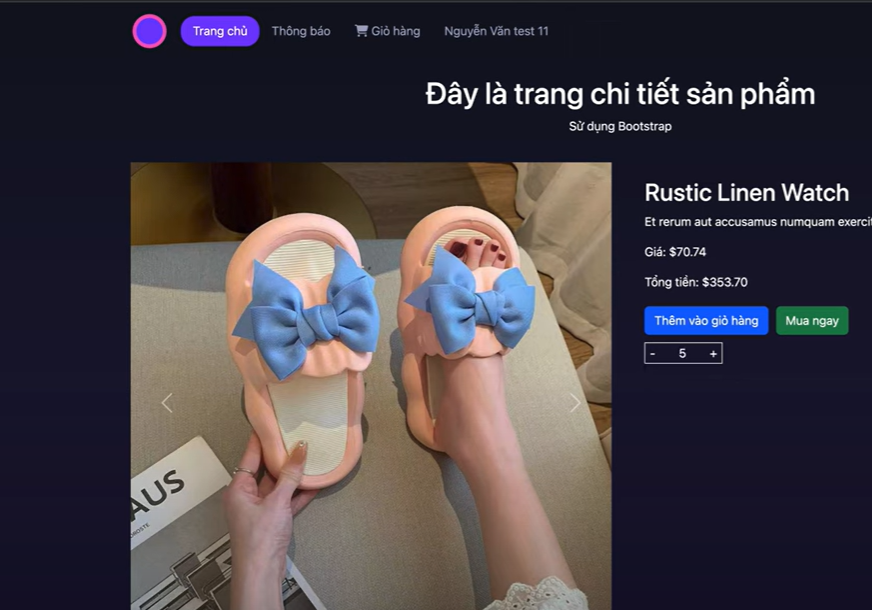 Trang chủ Thông báo Giỏ hàng Nguyễn Văn test 11
Đây là trang chi tiết sản phẩm
Sử dụng Bootstrap
Rustic Linen Watch
Et rerum aut accusamus numquam exercit
Giá: $70.74
Tổng tiền: $353.70
Thêm vào giỏ hàng Mua ngay
- 5 +
AUS